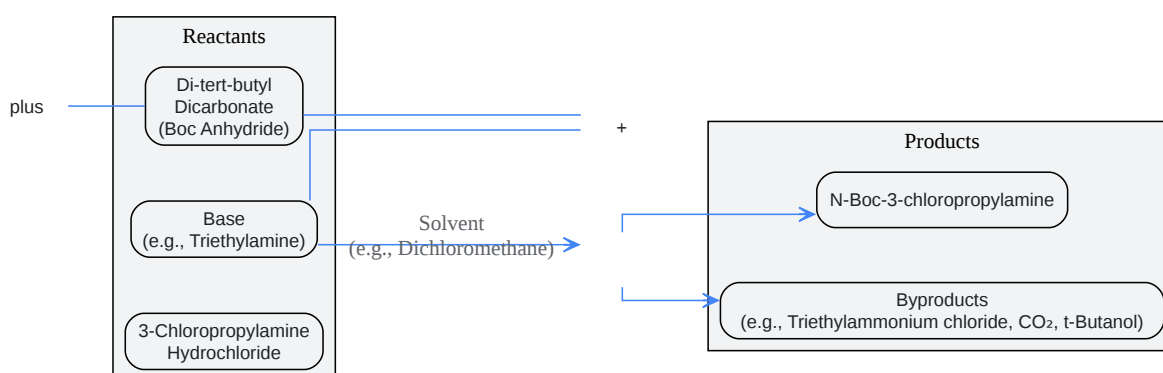 Reactants
Di-tert-butyl
Dicarbonate
(Boc Anhydride)
plus
+
Products
N-Boc-3-chloropropylamine
Base
(e.g., Triethylamine)
Solvent
(e.g., Dichloromethane)
Byproducts
(e.g., Triethylammonium chloride, CO₂, t-Butanol)
3-Chloropropylamine
Hydrochloride